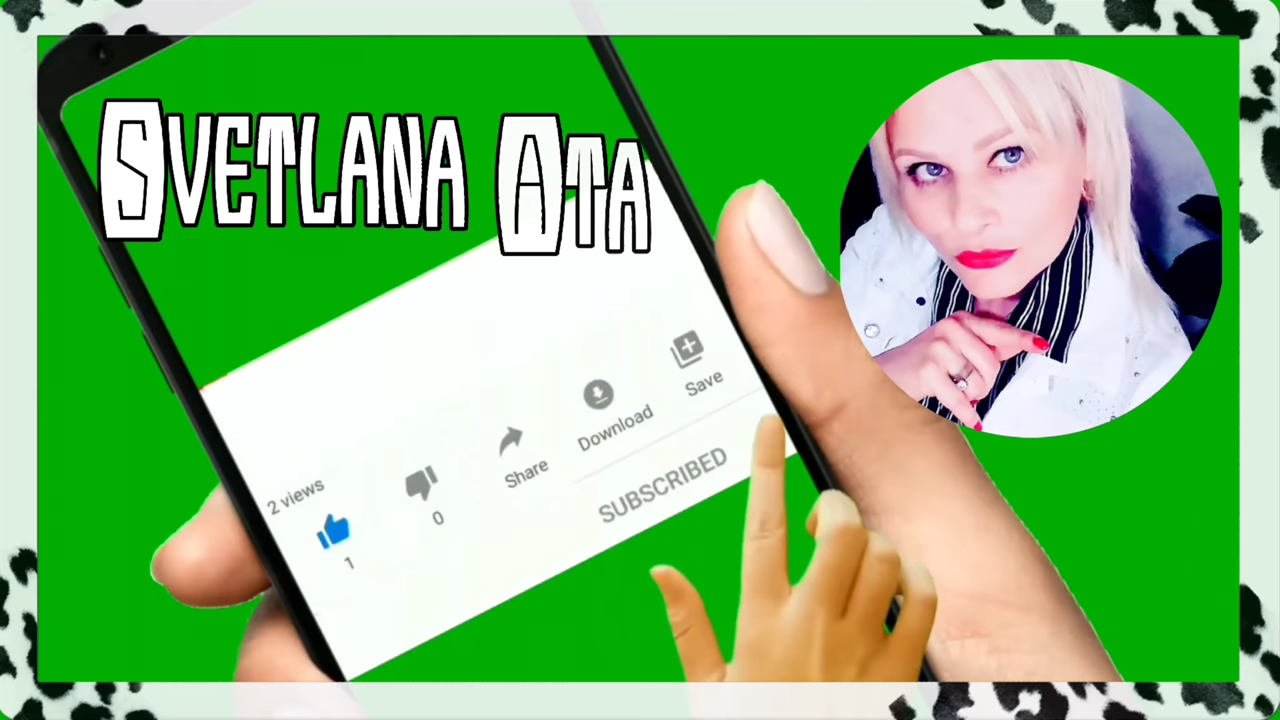 Svetlana Ata
2 views
1
0
Share
Download
Save
SUBSCRIBED